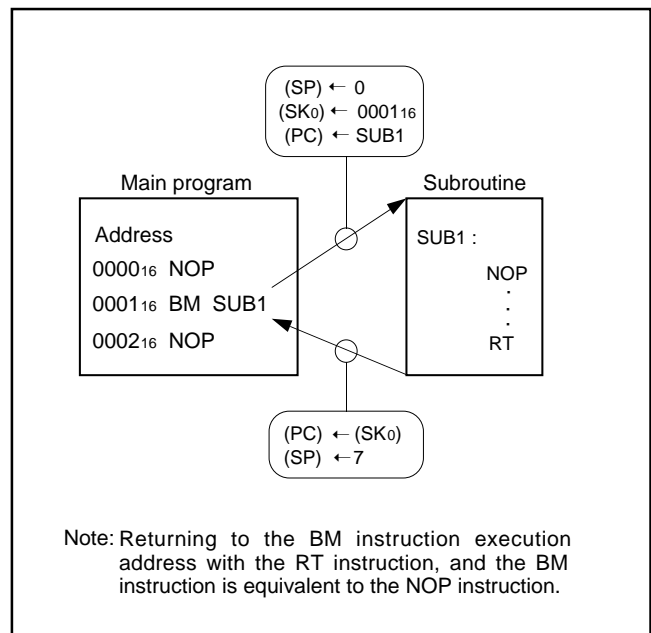 (SP) ← 0
(SK₀) ← 0001₁₆
(PC) ← SUB1
Main program
Address
0000₁₆ NOP
0001₁₆ BM SUB1
0002₁₆ NOP
Subroutine
SUB1 :
NOP
·
·
·
·
RT
(PC) ← (SK₀)
(SP) ← 7
Note: Returning to the BM instruction execution
address with the RT instruction, and the BM
instruction is equivalent to the NOP instruction.